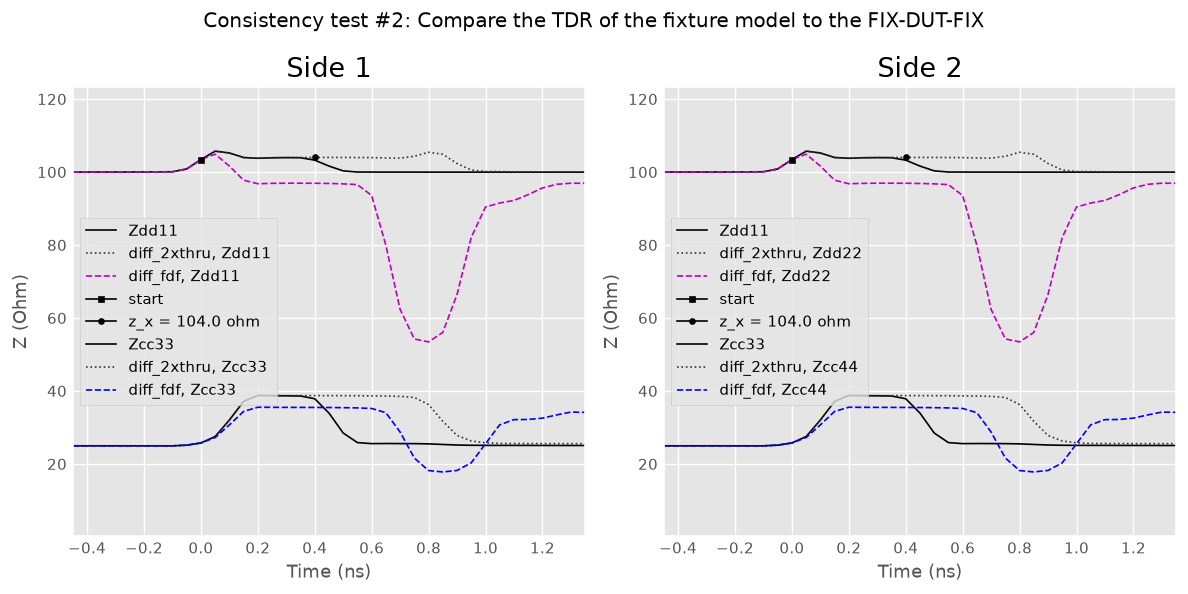 Consistency test #2: Compare the TDR of the fixture model to the FIX-DUT-FIX
Side 1
Z (Ohm)
120
100
80
60
40
20
Zdd11
diff_2xthru, Zdd11
diff_fdf, Zdd11
start
z_x = 104.0 ohm
Zcc33
diff_2xthru, Zcc33
diff_fdf, Zcc33
−0.4 −0.2 0.0 0.2 0.4 0.6 0.8 1.0 1.2
Time (ns)
Side 2
Z (Ohm)
120
100
80
60
40
20
Zdd11
diff_2xthru, Zdd22
diff_fdf, Zdd22
start
z_x = 104.0 ohm
Zcc33
diff_2xthru, Zcc44
diff_fdf, Zcc44
−0.4 −0.2 0.0 0.2 0.4 0.6 0.8 1.0 1.2
Time (ns)